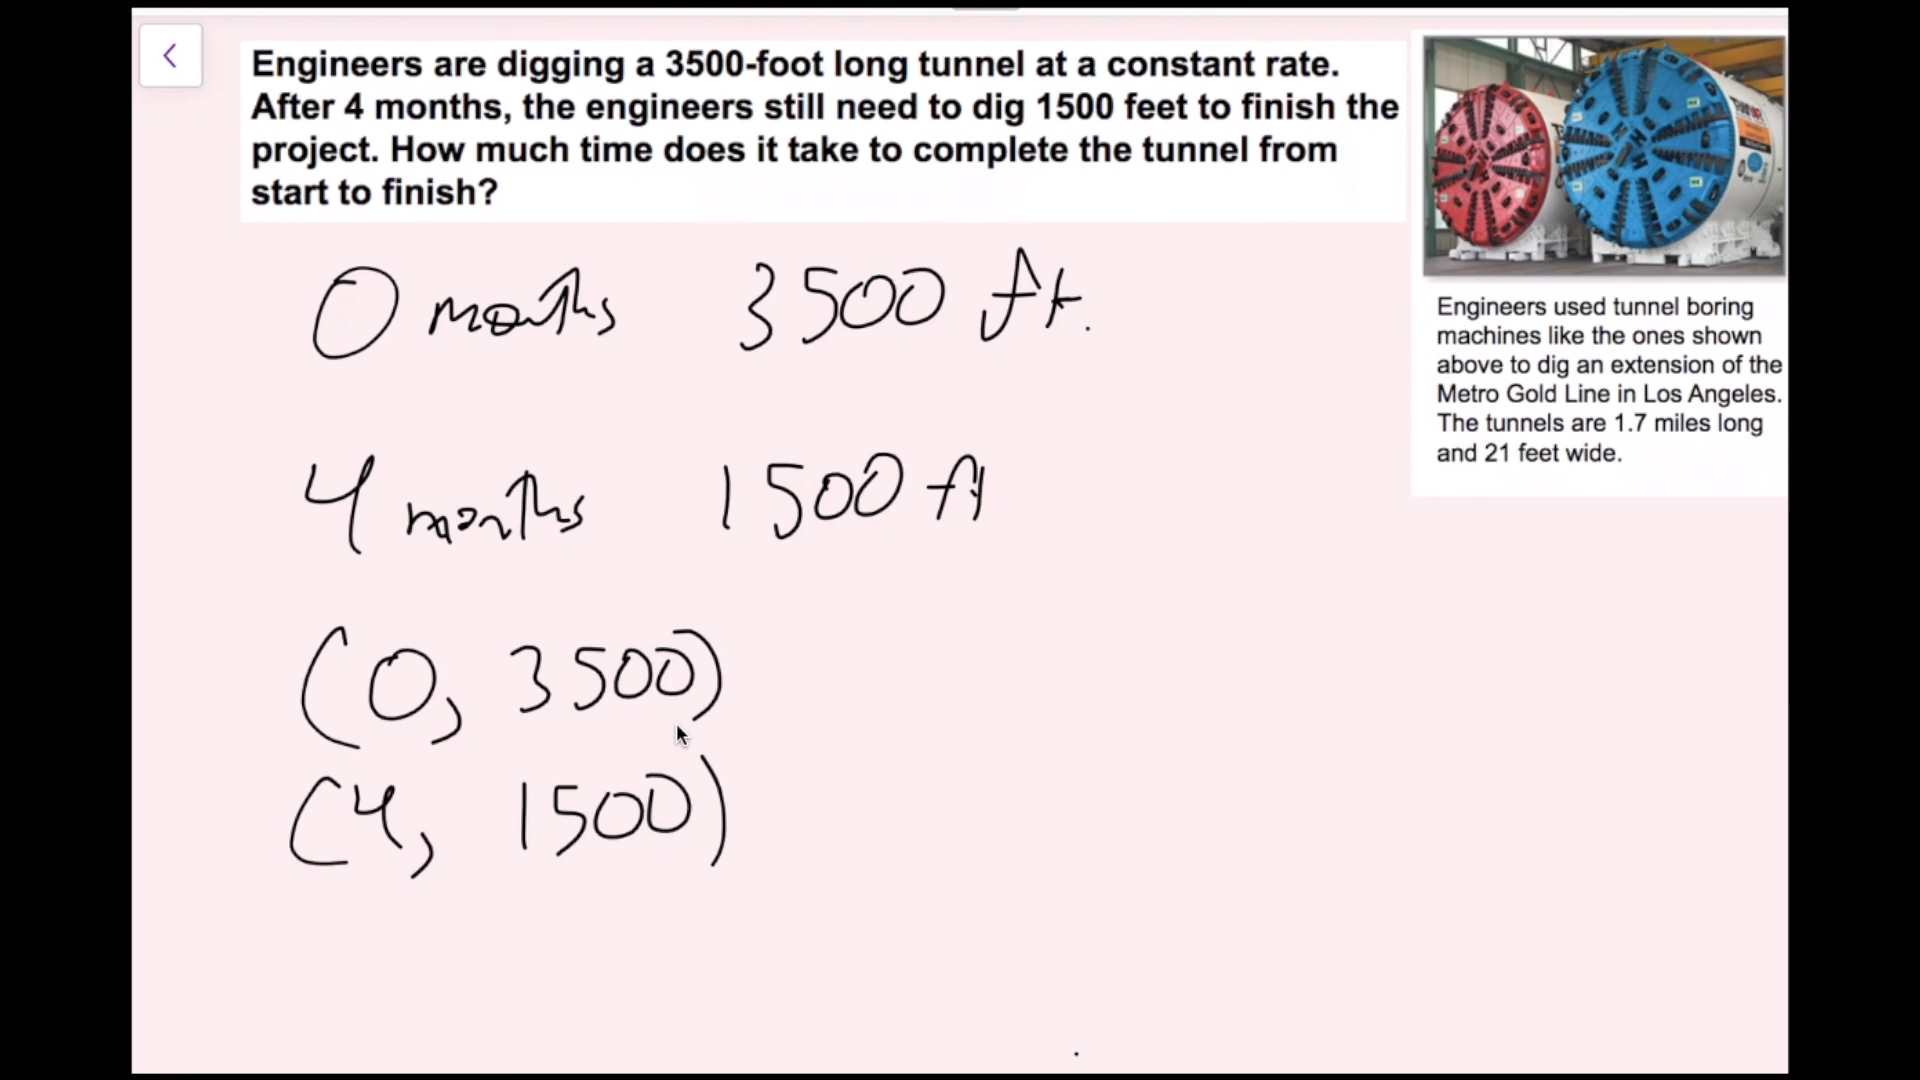 Engineers are digging a 3500-foot long tunnel at a constant rate.
After 4 months, the engineers still need to dig 1500 feet to finish the
project. How much time does it take to complete the tunnel from
start to finish?
0 months 3500 ft.
4 months 1500 ft
(0, 3500)
(4, 1500)
Engineers used tunnel boring
machines like the ones shown
above to dig an extension of the
Metro Gold Line in Los Angeles.
The tunnels are 1.7 miles long
and 21 feet wide.